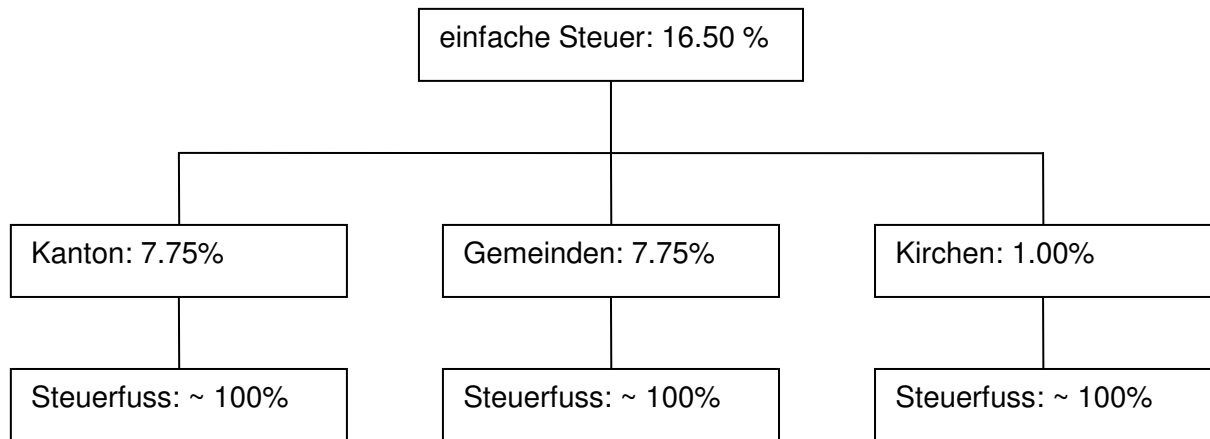 einfache Steuer: 16.50 %
Kanton: 7.75%
Gemeinden: 7.75%
Kirchen: 1.00%
Steuerfuss: ~ 100%
Steuerfuss: ~ 100%
Steuerfuss: ~ 100%